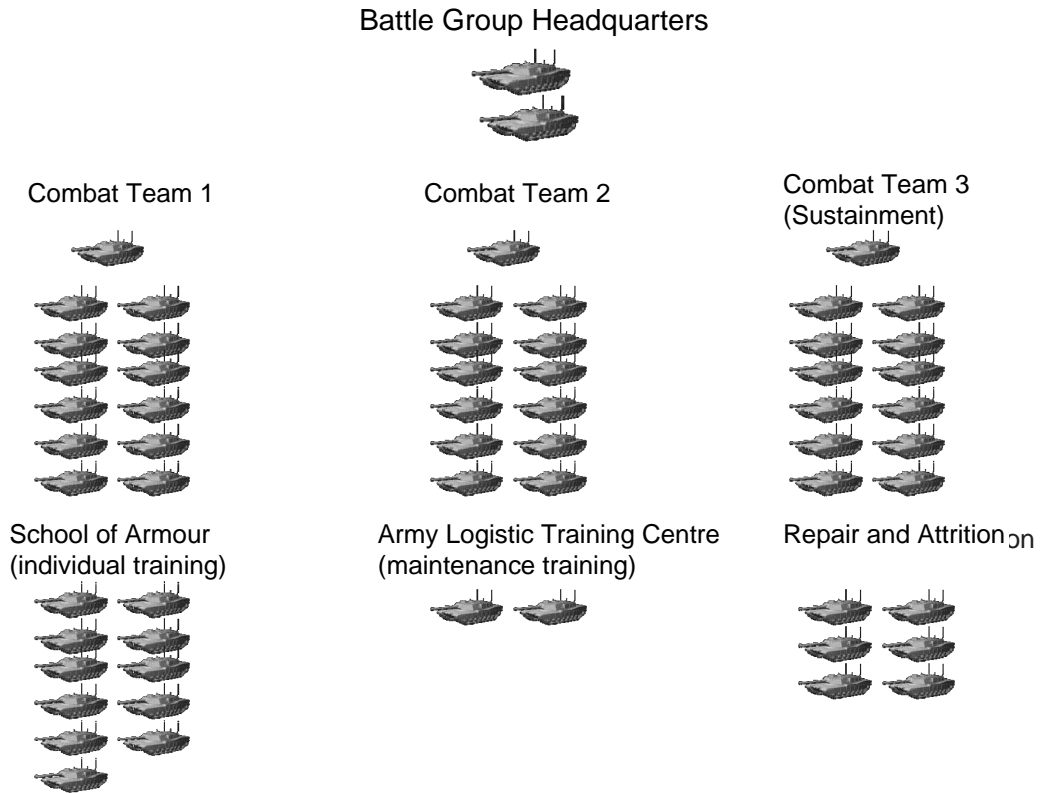 Battle Group Headquarters
Combat Team 1
Combat Team 2
Combat Team 3
(Sustainment)
School of Armour
(individual training)
Army Logistic Training Centre
(maintenance training)
Repair and Attrition on